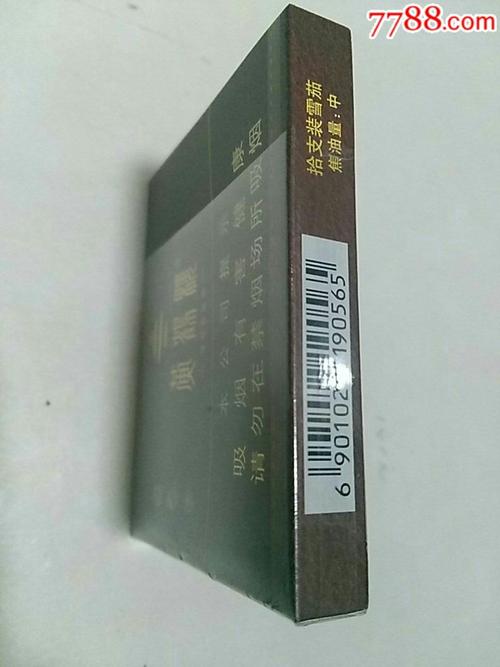 7788.com
拾支装雪茄
焦油量：中
6901028190565
本公司提示
吸烟有害健康
请勿在禁烟场所吸烟